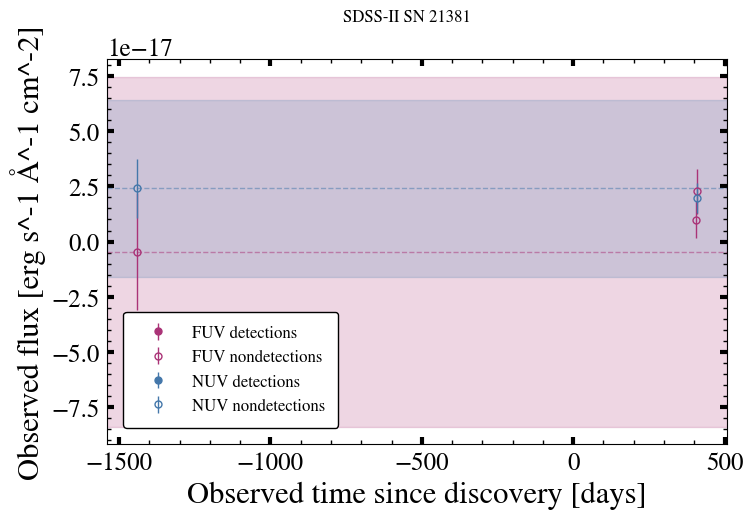 SDSS-II SN 21381
1e−17
Observed flux [erg s^-1 Å^-1 cm^-2]
7.5
5.0
2.5
0.0
−2.5
−5.0
−7.5
FUV detections
FUV nondetections
NUV detections
NUV nondetections
−1500 −1000 −500 0 500
Observed time since discovery [days]